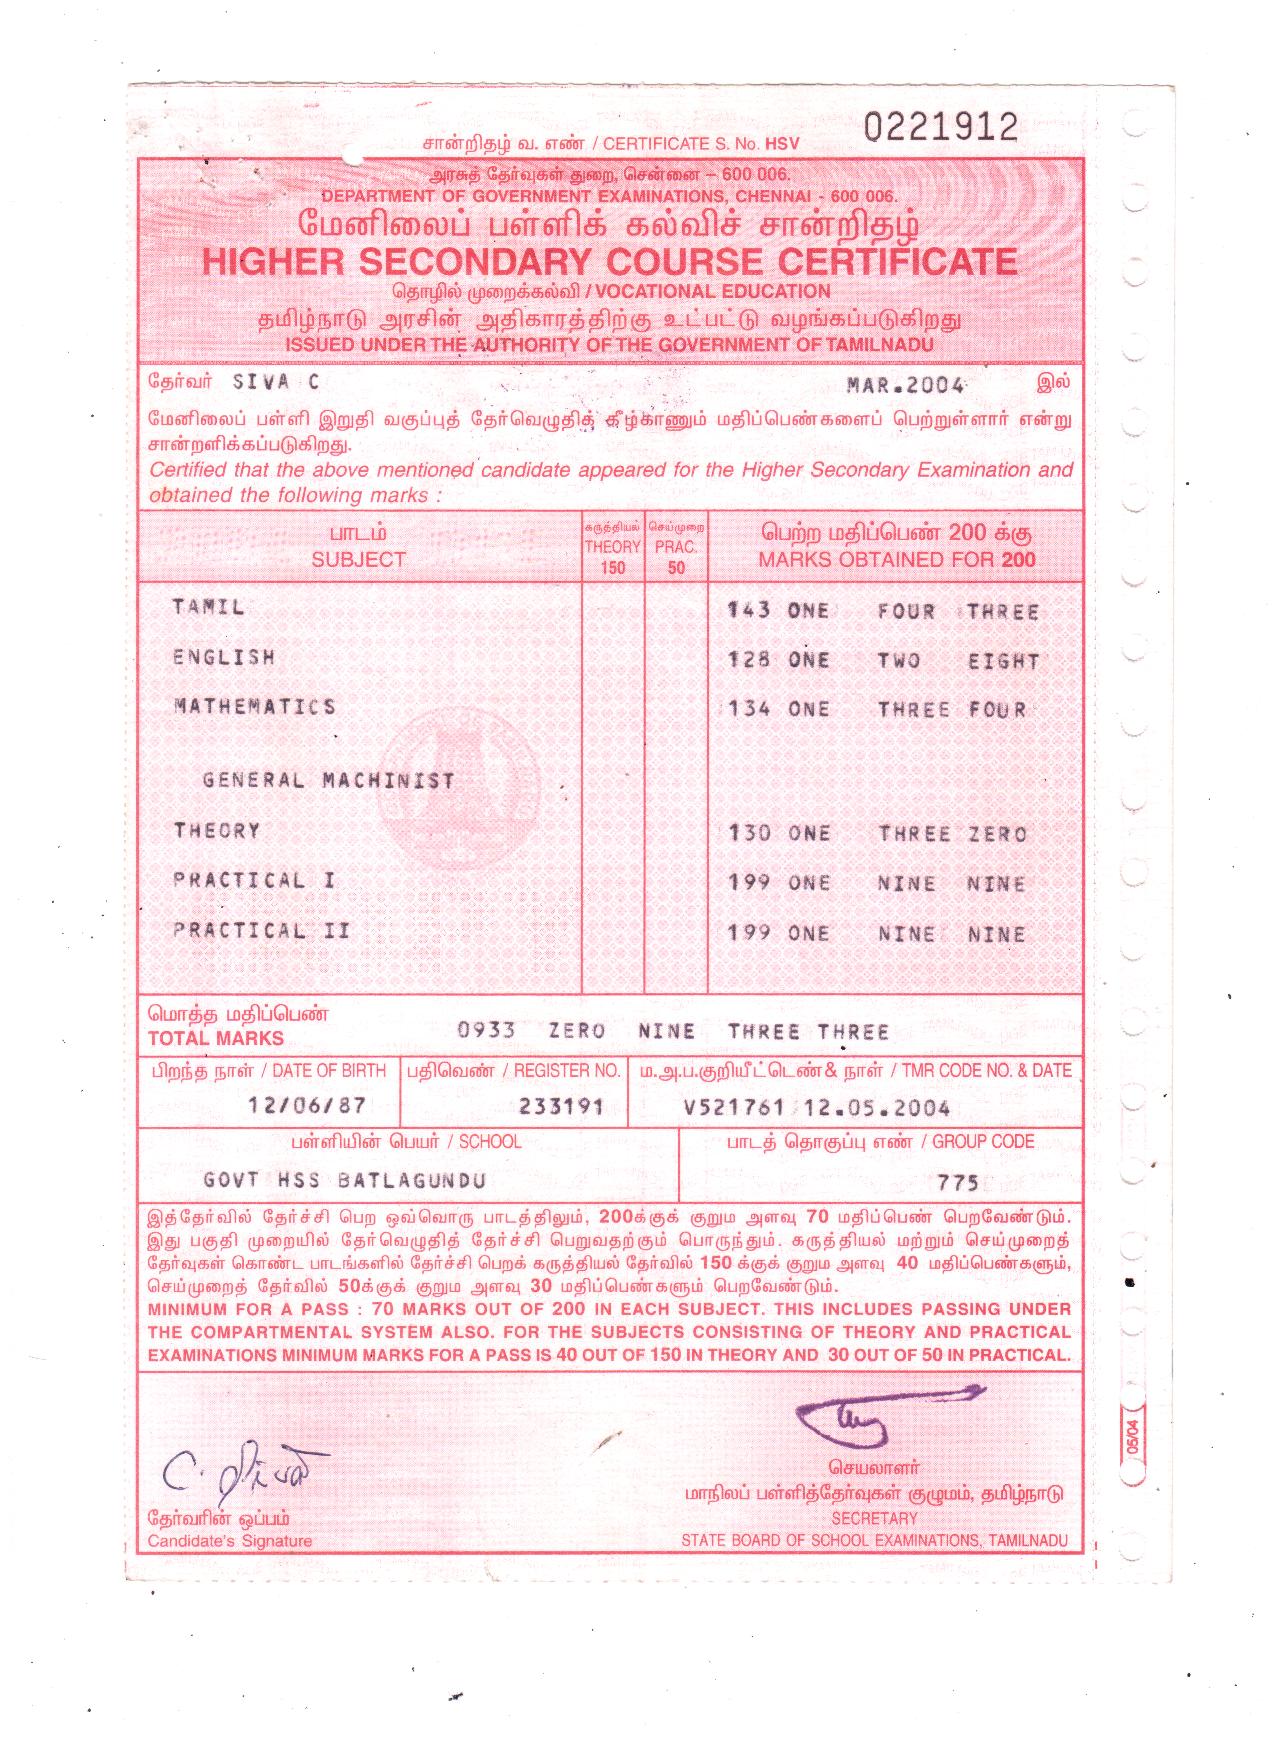 0221912
சான்றிதழ் வ. எண் / CERTIFICATE S. No. HSV
அரசுத் தேர்வுகள் துறை, சென்னை – 600 006.
DEPARTMENT OF GOVERNMENT EXAMINATIONS, CHENNAI - 600 006.
மேனிலைப் பள்ளிக் கல்விச் சான்றிதழ்
HIGHER SECONDARY COURSE CERTIFICATE
தொழில் முறைக்கல்வி / VOCATIONAL EDUCATION
தமிழ்நாடு அரசின் அதிகாரத்திற்கு உட்பட்டு வழங்கப்படுகிறது
ISSUED UNDER THE AUTHORITY OF THE GOVERNMENT OF TAMILNADU
தேர்வர் SIVA C MAR.2004 இல்
மேனிலைப் பள்ளி இறுதி வகுப்புத் தேர்வெழுதிக் கீழ்காணும் மதிப்பெண்களைப் பெற்றுள்ளார் என்று
சான்றளிக்கப்படுகிறது.
Certified that the above mentioned candidate appeared for the Higher Secondary Examination and
obtained the following marks :
பாடம் கருத்தியல் செய்முறை பெற்ற மதிப்பெண் 200 க்கு
SUBJECT THEORY PRAC. MARKS OBTAINED FOR 200
150 50
TAMIL 143 ONE FOUR THREE
ENGLISH 128 ONE TWO EIGHT
MATHEMATICS 134 ONE THREE FOUR
GENERAL MACHINIST
THEORY 130 ONE THREE ZERO
PRACTICAL I 199 ONE NINE NINE
PRACTICAL II 199 ONE NINE NINE
மொத்த மதிப்பெண்
TOTAL MARKS 0933 ZERO NINE THREE THREE
பிறந்த நாள் / DATE OF BIRTH பதிவெண் / REGISTER NO. ம.அ.ப.குறியீட்டெண் & நாள் / TMR CODE NO. & DATE
12/06/87 233191 V521761 12.05.2004
பள்ளியின் பெயர் / SCHOOL பாடத் தொகுப்பு எண் / GROUP CODE
GOVT HSS BATLAGUNDU 775
இத்தேர்வில் தேர்ச்சி பெற ஒவ்வொரு பாடத்திலும், 200க்குக் குறும அளவு 70 மதிப்பெண் பெறவேண்டும்.
இது பகுதி முறையில் தேர்வெழுதித் தேர்ச்சி பெறுவதற்கும் பொருந்தும். கருத்தியல் மற்றும் செய்முறைத்
தேர்வுகள் கொண்ட பாடங்களில் தேர்ச்சி பெறக் கருத்தியல் தேர்வில் 150 க்குக் குறும அளவு 40 மதிப்பெண்களும்,
செய்முறைத் தேர்வில் 50க்குக் குறும அளவு 30 மதிப்பெண்களும் பெறவேண்டும்.
MINIMUM FOR A PASS : 70 MARKS OUT OF 200 IN EACH SUBJECT. THIS INCLUDES PASSING UNDER
THE COMPARTMENTAL SYSTEM ALSO. FOR THE SUBJECTS CONSISTING OF THEORY AND PRACTICAL
EXAMINATIONS MINIMUM MARKS FOR A PASS IS 40 OUT OF 150 IN THEORY AND 30 OUT OF 50 IN PRACTICAL.
05/04
செயலாளர்
மாநிலப் பள்ளித்தேர்வுகள் குழுமம், தமிழ்நாடு
தேர்வரின் ஒப்பம் SECRETARY
Candidate's Signature STATE BOARD OF SCHOOL EXAMINATIONS, TAMILNADU